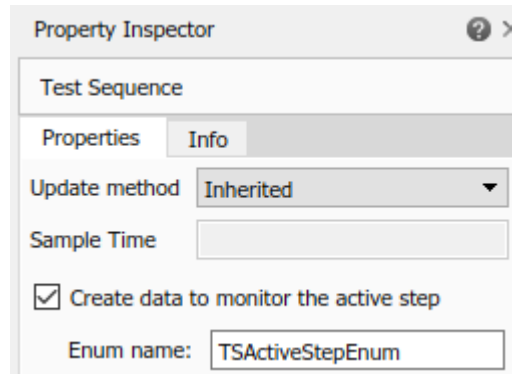 Property Inspector
Test Sequence
Properties Info
Update method Inherited
Sample Time
Create data to monitor the active step
Enum name: TSActiveStepEnum